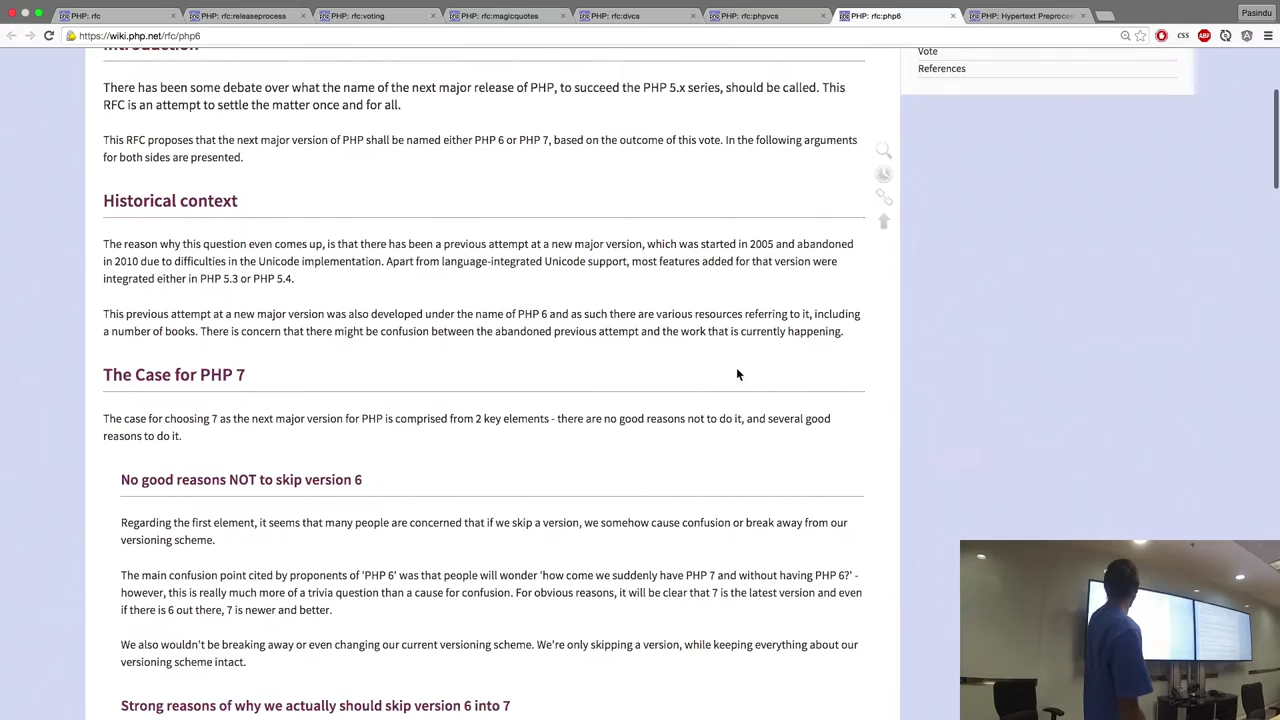 PHP: rfc
PHP: rfc:releaseprocess
PHP: rfc:voting
PHP: rfc:magicquotes
PHP: rfc:dvcs
PHP: rfc:phpvcs
PHP: rfc:php6
PHP: Hypertext Preproces
Pasindu
https://wiki.php.net/rfc/php6
Introduction
Vote
References
There has been some debate over what the name of the next major release of PHP, to succeed the PHP 5.x series, should be called. This
RFC is an attempt to settle the matter once and for all.
This RFC proposes that the next major version of PHP shall be named either PHP 6 or PHP 7, based on the outcome of this vote. In the following arguments
for both sides are presented.
Historical context
The reason why this question even comes up, is that there has been a previous attempt at a new major version, which was started in 2005 and abandoned
in 2010 due to difficulties in the Unicode implementation. Apart from language-integrated Unicode support, most features added for that version were
integrated either in PHP 5.3 or PHP 5.4.
This previous attempt at a new major version was also developed under the name of PHP 6 and as such there are various resources referring to it, including
a number of books. There is concern that there might be confusion between the abandoned previous attempt and the work that is currently happening.
The Case for PHP 7
The case for choosing 7 as the next major version for PHP is comprised from 2 key elements - there are no good reasons not to do it, and several good
reasons to do it.
No good reasons NOT to skip version 6
Regarding the first element, it seems that many people are concerned that if we skip a version, we somehow cause confusion or break away from our
versioning scheme.
The main confusion point cited by proponents of 'PHP 6' was that people will wonder 'how come we suddenly have PHP 7 and without having PHP 6?' -
however, this is really much more of a trivia question than a cause for confusion. For obvious reasons, it will be clear that 7 is the latest version and even
if there is 6 out there, 7 is newer and better.
We also wouldn't be breaking away or even changing our current versioning scheme. We're only skipping a version, while keeping everything about our
versioning scheme intact.
Strong reasons of why we actually should skip version 6 into 7